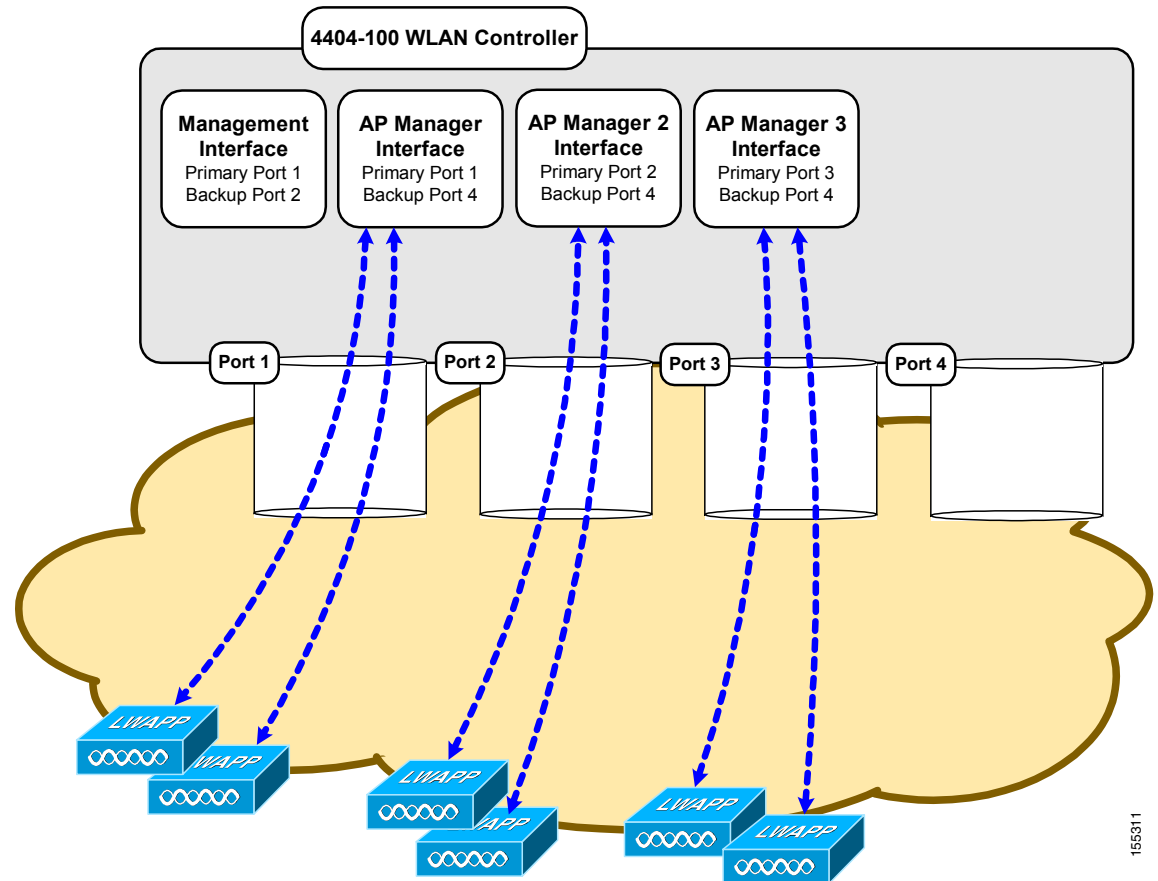 4404-100 WLAN Controller
Management
Interface
Primary Port 1
Backup Port 2
AP Manager
Interface
Primary Port 1
Backup Port 4
AP Manager 2
Interface
Primary Port 2
Backup Port 4
AP Manager 3
Interface
Primary Port 3
Backup Port 4
Port 1
Port 2
Port 3
Port 4
LWAPP
LWAPP
LWAPP
LWAPP
LWAPP
LWAPP
155311